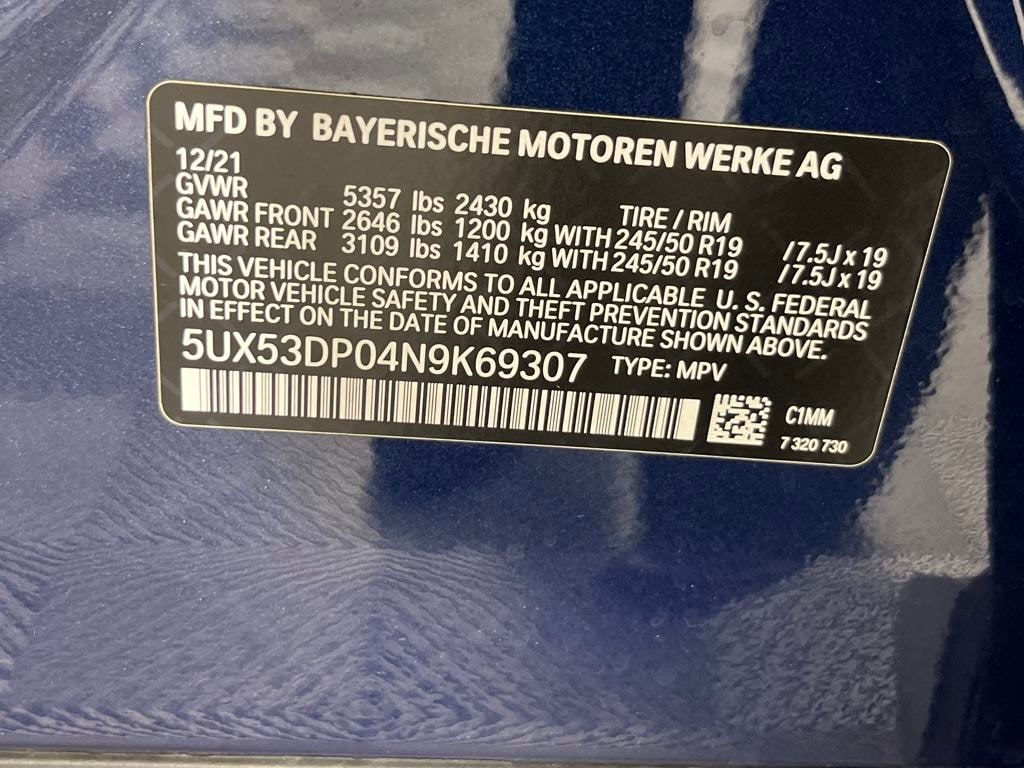 MFD BY BAYERISCHE MOTOREN WERKE AG
12/21
GVWR 5357 lbs 2430 kg TIRE / RIM
GAWR FRONT 2646 lbs 1200 kg WITH 245/50 R19 / 7.5J x 19
GAWR REAR 3109 lbs 1410 kg WITH 245/50 R19 / 7.5J x 19
THIS VEHICLE CONFORMS TO ALL APPLICABLE U. S. FEDERAL
MOTOR VEHICLE SAFETY AND THEFT PREVENTION STANDARDS
IN EFFECT ON THE DATE OF MANUFACTURE SHOWN ABOVE.
5UX53DP04N9K69307 TYPE: MPV
C1MM
7 320 730